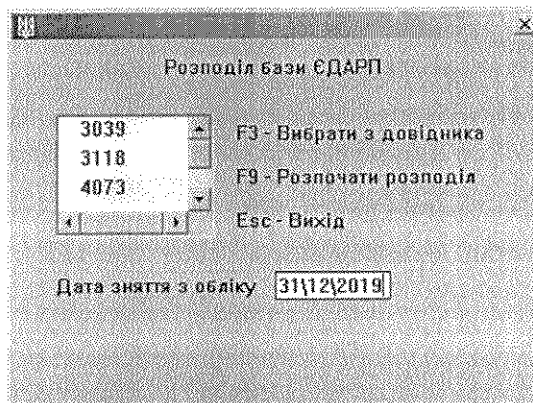 Розподіл бази ЄДАРП
3039
3118
4073
F3 - Вибрати з довідника
F9 - Розпочати розподіл
Esc - Вихід
Дата зняття з обліку 31\12\2019